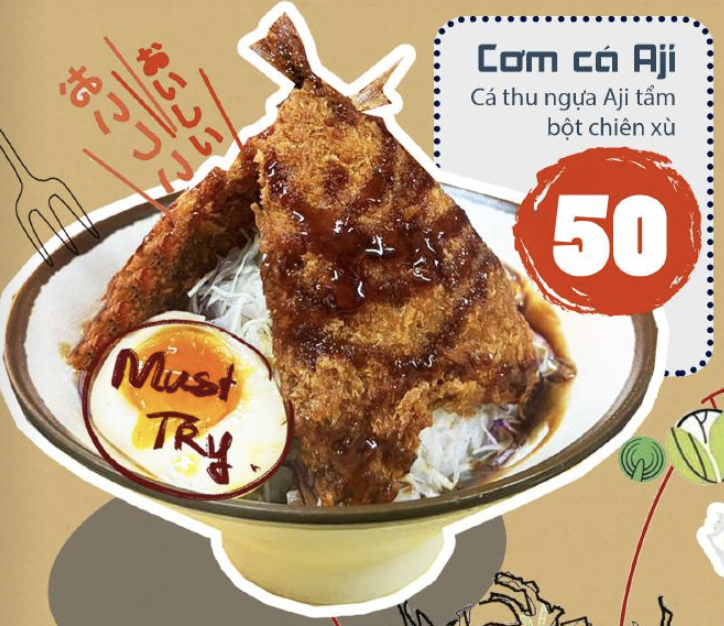 Cơm cá Aji
Cá thu ngựa Aji tẩm
bột chiên xù
50
おいしい
おいしい
Must
TRy.